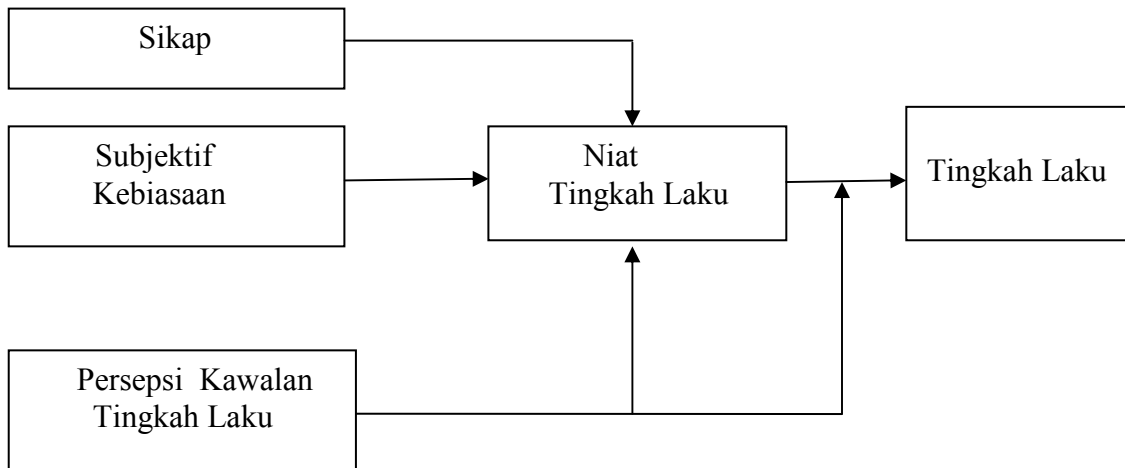 Sikap
Subjektif
Kebiasaan
Niat
Tingkah Laku
Tingkah Laku
Persepsi Kawalan
Tingkah Laku